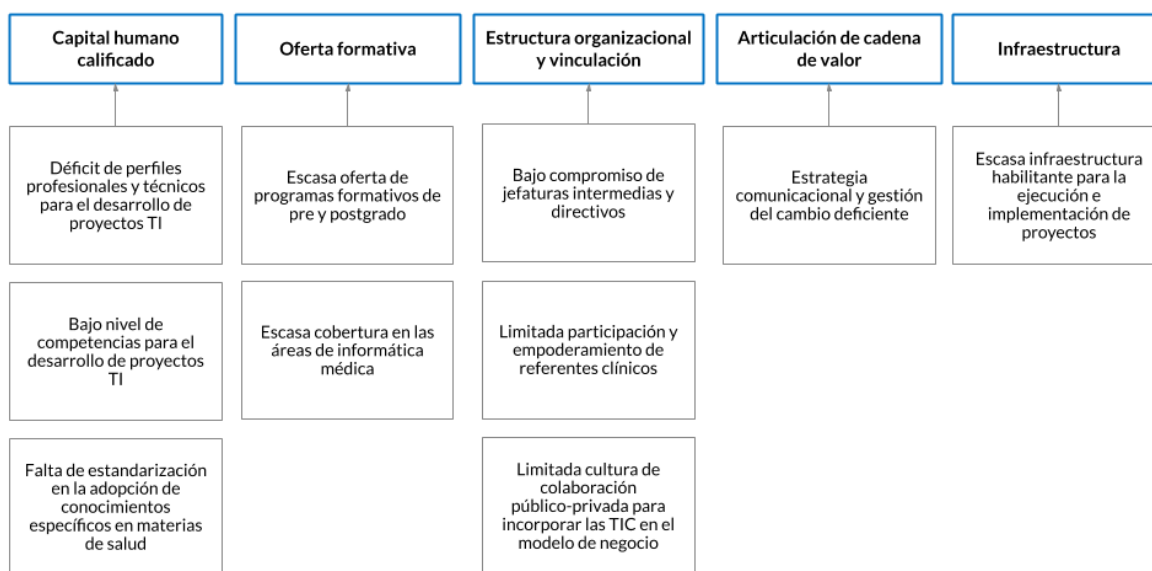 Capital humano
calificado
Oferta formativa
Estructura organizacional
y vinculación
Articulación de cadena
de valor
Infraestructura
Déficit de perfiles
profesionales y técnicos
para el desarrollo de
proyectos TI
Escasa oferta de
programas formativos de
pre y postgrado
Bajo compromiso de
jefaturas intermedias y
directivos
Estrategia
comunicacional y gestión
del cambio deficiente
Escasa infraestructura
habilitante para la
ejecución e
implementación de
proyectos
Bajo nivel de
competencias para el
desarrollo de proyectos
TI
Escasa cobertura en las
áreas de informática
médica
Limitada participación y
empoderamiento de
referentes clínicos
Falta de estandarización
en la adopción de
conocimientos
específicos en materias
de salud
Limitada cultura de
colaboración
público-privada para
incorporar las TIC en el
modelo de negocio